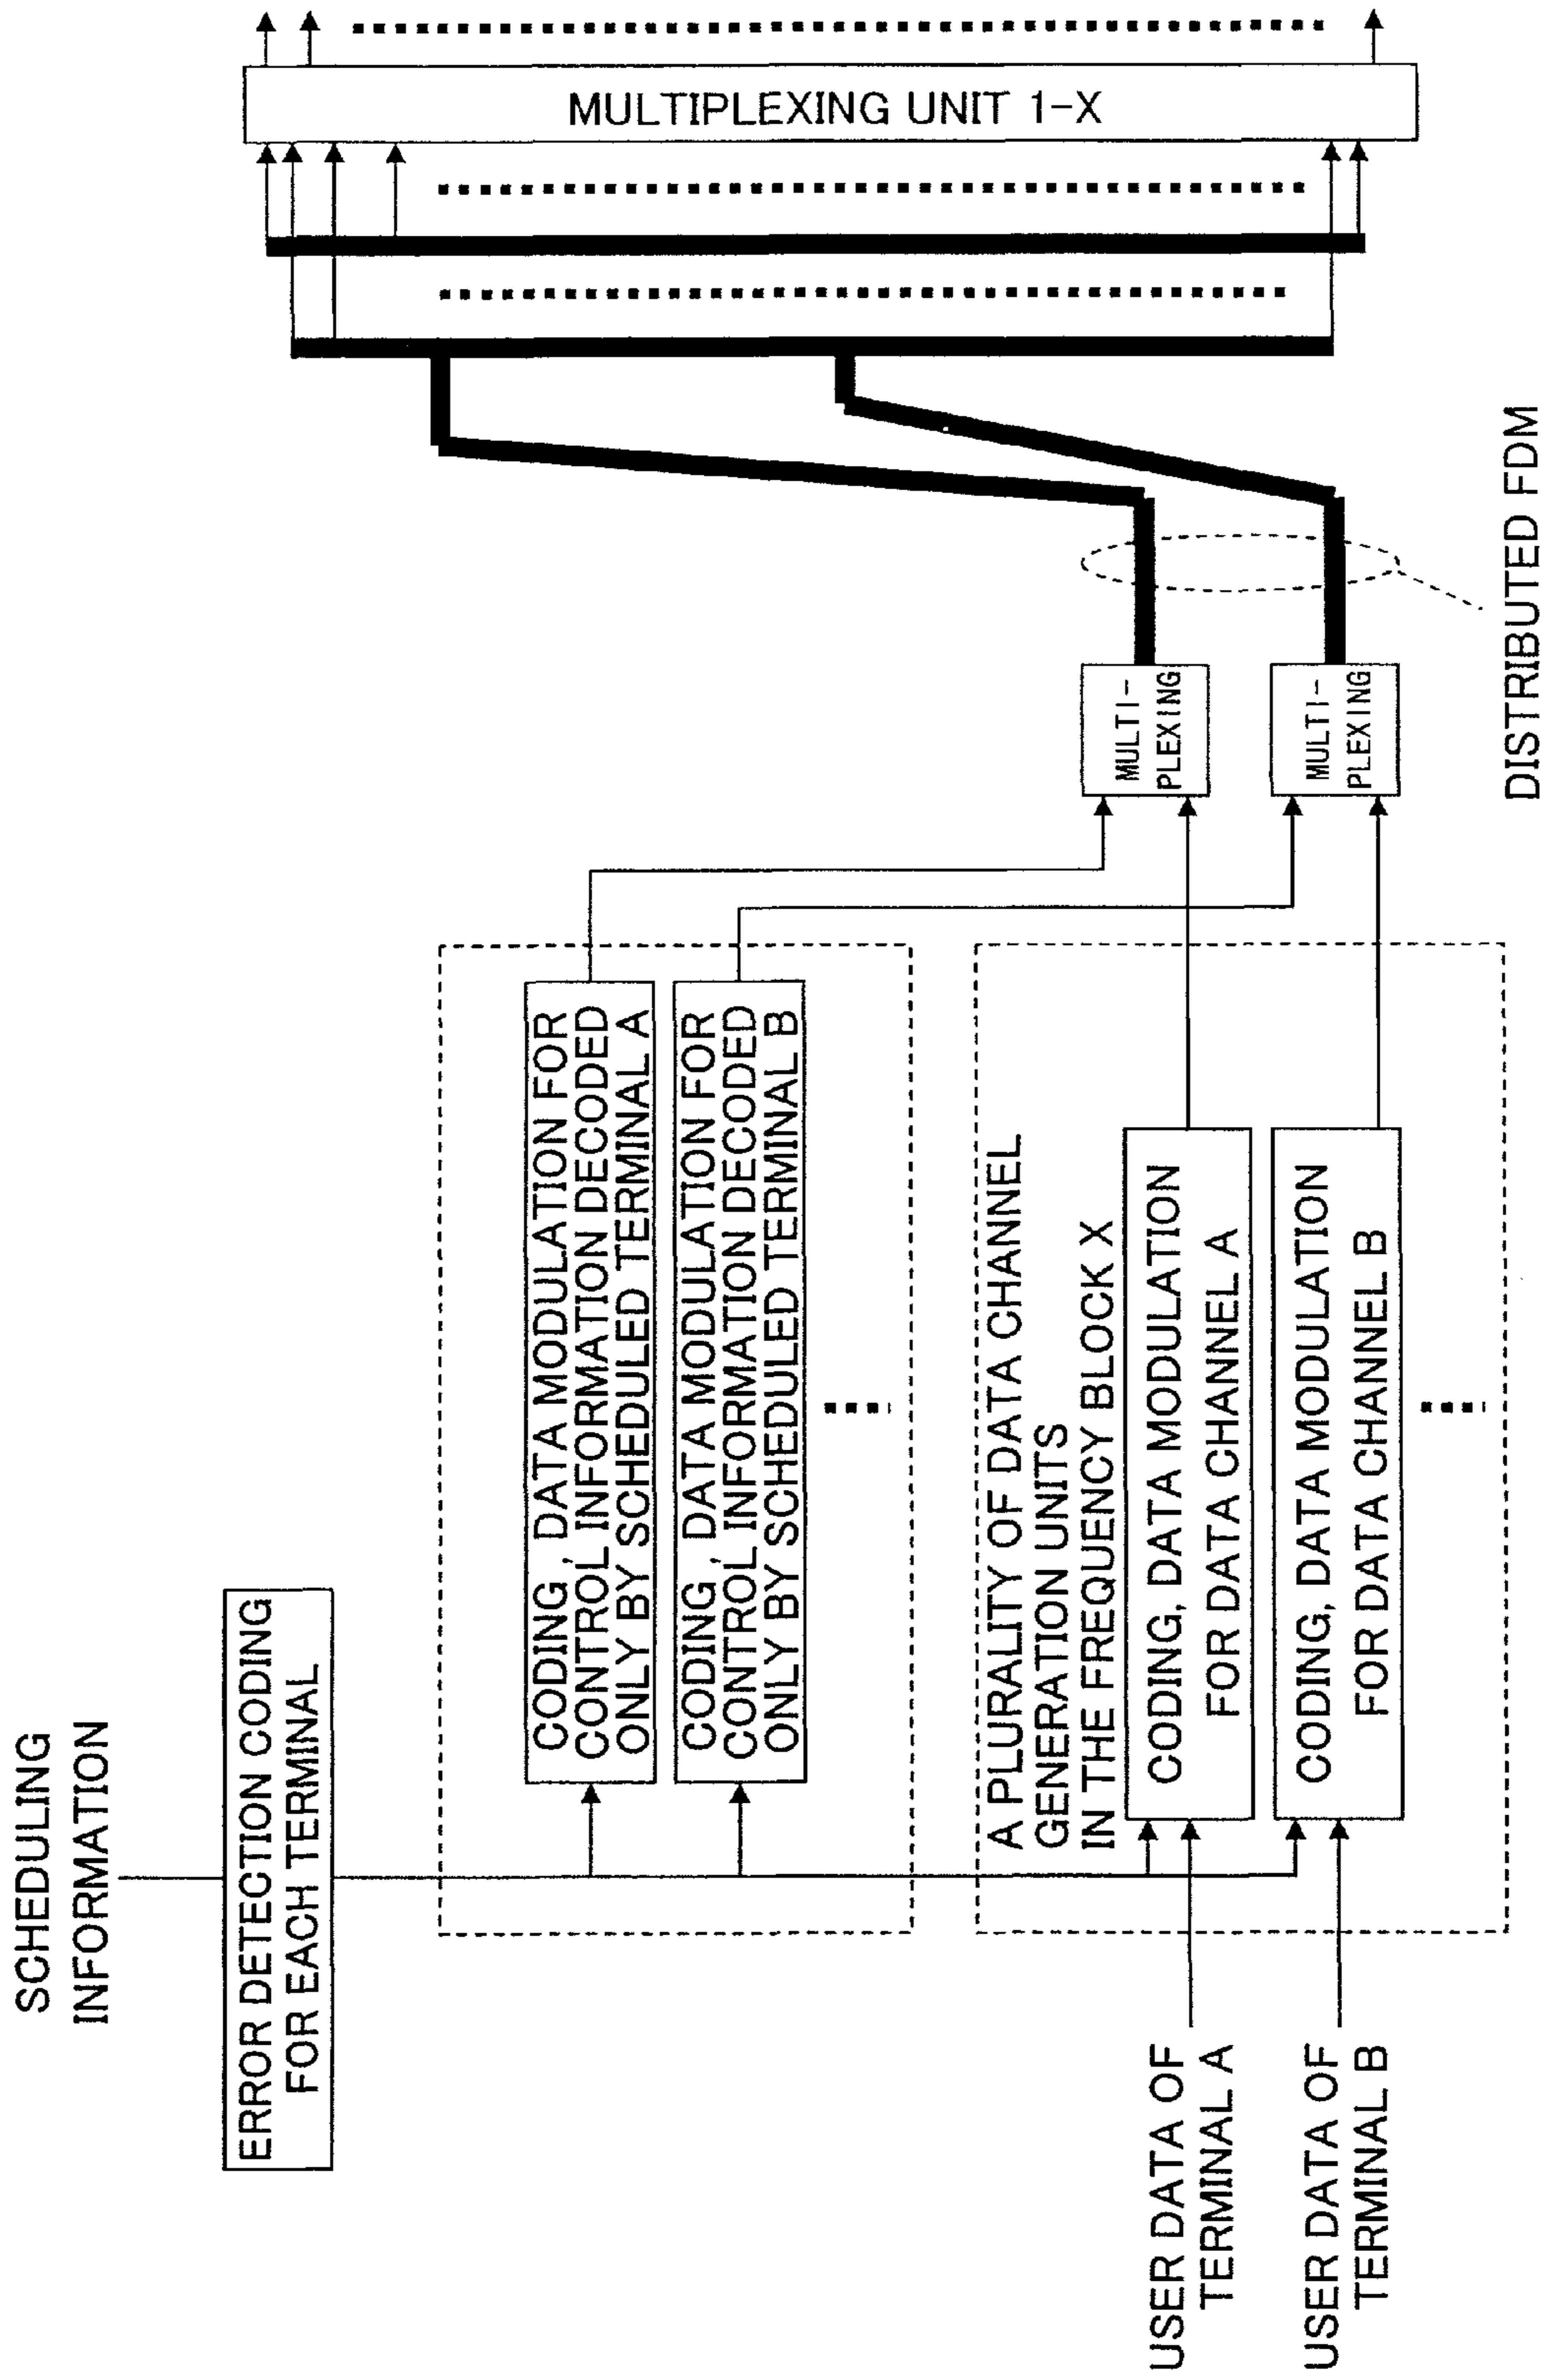 SCHEDULING
INFORMATION
ERROR DETECTION CODING
FOR EACH TERMINAL
CODING, DATA MODULATION FOR
CONTROL INFORMATION DECODED
ONLY BY SCHEDULED TERMINAL A
CODING, DATA MODULATION FOR
CONTROL INFORMATION DECODED
ONLY BY SCHEDULED TERMINAL B
A PLURALITY OF DATA CHANNEL
GENERATION UNITS
IN THE FREQUENCY BLOCK X
CODING, DATA MODULATION
FOR DATA CHANNEL A
CODING, DATA MODULATION
FOR DATA CHANNEL B
USER DATA OF
TERMINAL A
USER DATA OF
TERMINAL B
MULTI-
PLEXING
MULTI-
PLEXING
DISTRIBUTED FDM
MULTIPLEXING UNIT 1-X